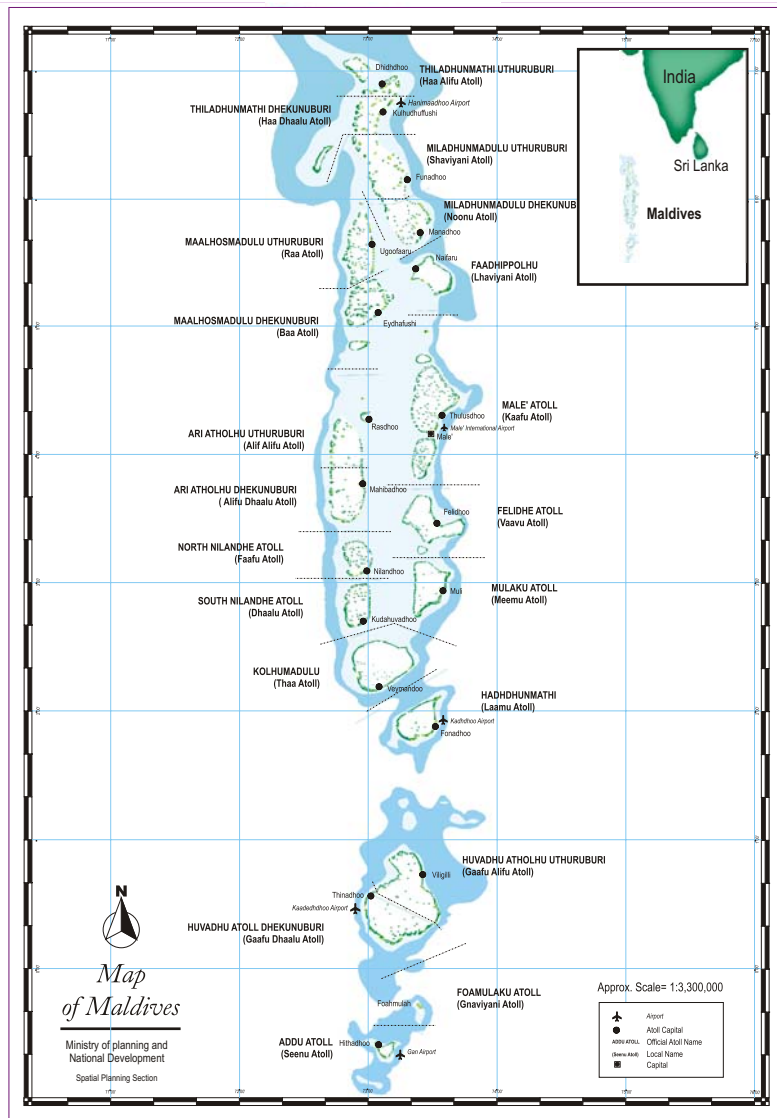 India
Sri Lanka
Maldives
Dhidhdhoo
THILADHUNMATHI UTHURUBURI
(Haa Alifu Atoll)
Hanimaadhoo Airport
THILADHUNMATHI DHEKUNUBURI
(Haa Dhaalu Atoll)
Kulhudhuffushi
MILADHUNMADULU UTHURUBURI
(Shaviyani Atoll)
Funadhoo
MILADHUNMADULU DHEKUNUB
(Noonu Atoll)
Manadhoo
MAALHOSMADULU UTHURUBURI
(Raa Atoll)
Ugoofaaru
Naifaru
FAADHIPPOLHU
(Lhaviyani Atoll)
MAALHOSMADULU DHEKUNUBURI
(Baa Atoll)
Eydhafushi
MALE' ATOLL
(Kaafu Atoll)
Thulusdhoo
Male' International Airport
Male'
Rasdhoo
ARI ATHOLHU UTHURUBURI
(Alif Alifu Atoll)
ARI ATHOLHU DHEKUNUBURI
( Alifu Dhaalu Atoll)
Mahibadhoo
Felidhoo
FELIDHE ATOLL
(Vaavu Atoll)
NORTH NILANDHE ATOLL
(Faafu Atoll)
Nilandhoo
Muli
MULAKU ATOLL
(Meemu Atoll)
SOUTH NILANDHE ATOLL
(Dhaalu Atoll)
Kudahuvadhoo
KOLHUMADULU
(Thaa Atoll)
Veymandoo
HADHDHUNMATHI
(Laamu Atoll)
Kadhdhoo Airport
Fonadhoo
HUVADHU ATHOLHU UTHURUBURI
(Gaafu Alifu Atoll)
Viligilli
Thinadhoo
Kaadedhdhoo Airport
HUVADHU ATOLL DHEKUNUBURI
(Gaafu Dhaalu Atoll)
FOAMULAKU ATOLL
(Gnaviyani Atoll)
Foahmulah
ADDU ATOLL
(Seenu Atoll)
Hithadhoo
Gan Airport
N
Map
of Maldives
Ministry of planning and
National Development
Spatial Planning Section
Approx. Scale= 1:3,300,000
Airport
Atoll Capital
ADDU ATOLL Official Atoll Name
(Seenu Atoll) Local Name
Capital